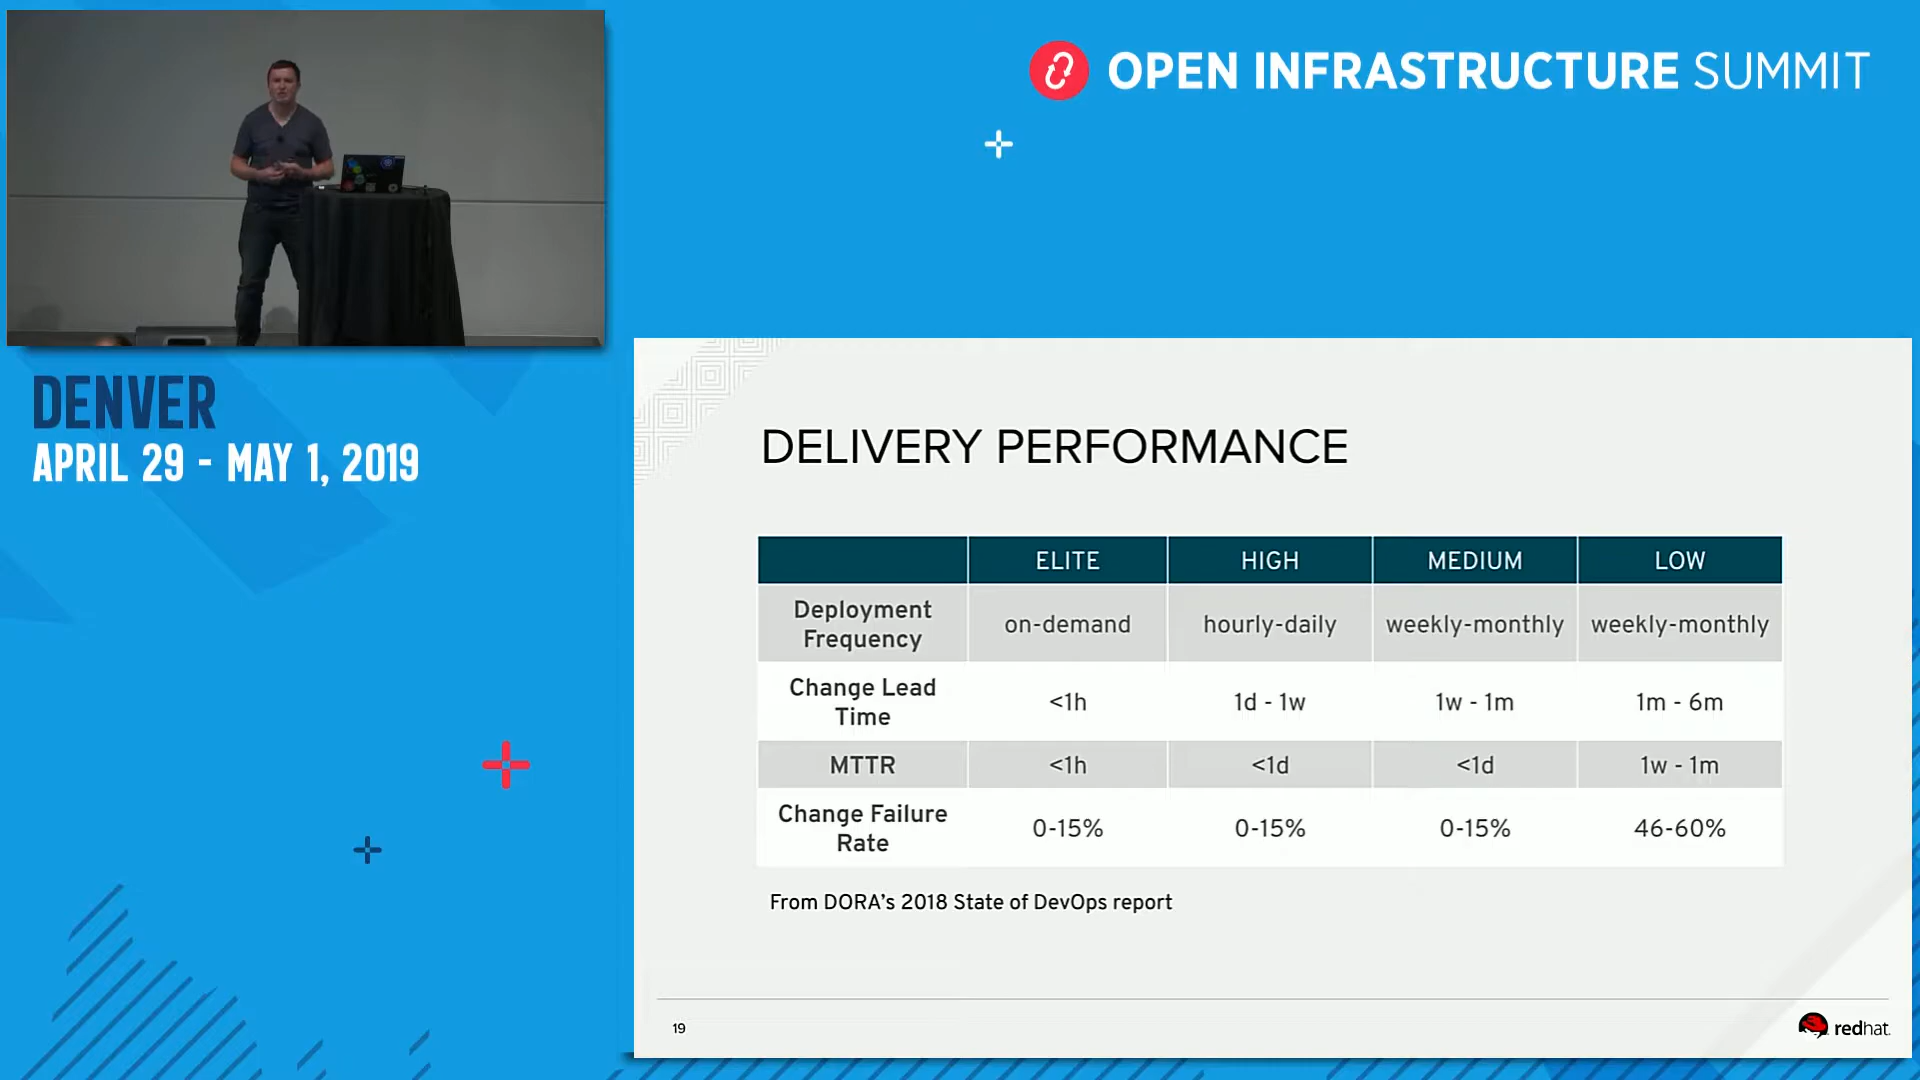 OPEN INFRASTRUCTURE SUMMIT
DENVER
APRIL 29 - MAY 1, 2019
DELIVERY PERFORMANCE
ELITE HIGH MEDIUM LOW
Deployment Frequency on-demand hourly-daily weekly-monthly weekly-monthly
Change Lead Time <1h 1d - 1w 1w - 1m 1m - 6m
MTTR <1h <1d <1d 1w - 1m
Change Failure Rate 0-15% 0-15% 0-15% 46-60%
From DORA's 2018 State of DevOps report
19
redhat.